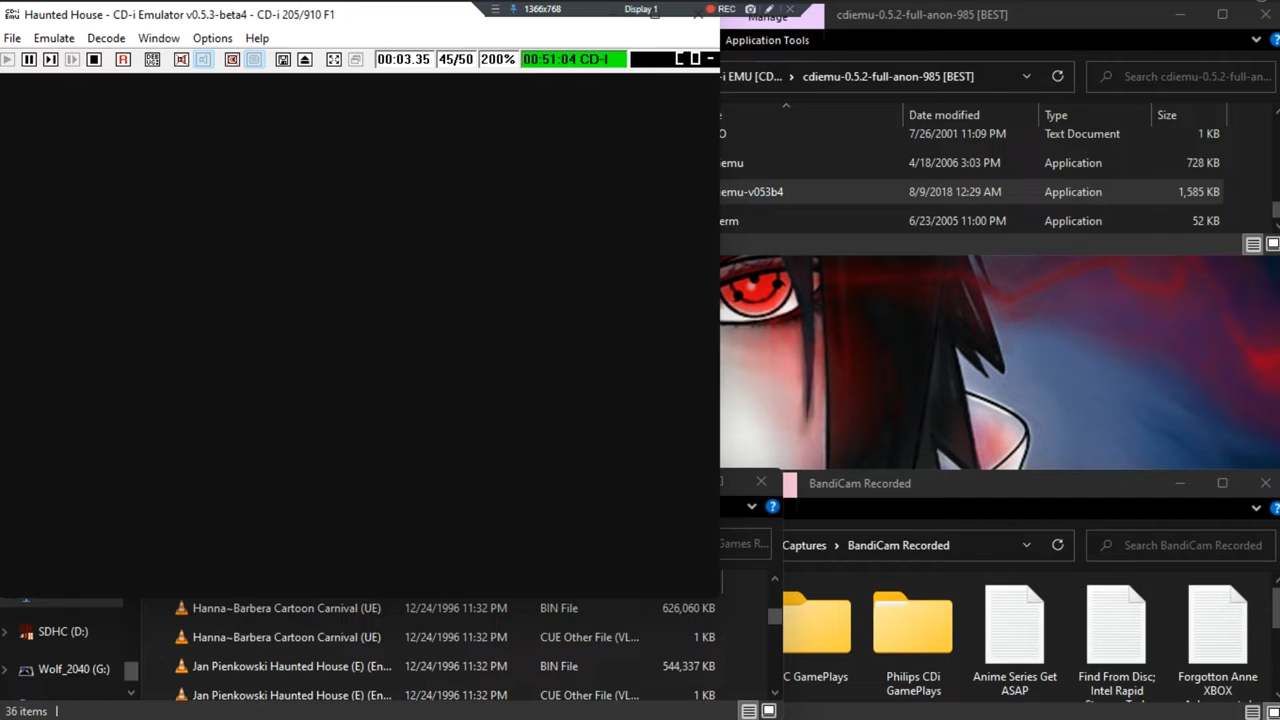 Haunted House - CD-i Emulator v0.5.3-beta4 - CD-i 205/910 F1
File Emulate Decode Window Options Help
00:03.35 45/50 200% 00:51:04 CD-I
1366x768 Display 1 REC
Manage
cdiemu-0.5.2-full-anon-985 [BEST]
Application Tools
-i EMU [CD... › cdiemu-0.5.2-full-anon-985 [BEST]
Search cdiemu-0.5.2-full-an...
Date modified Type Size
O 7/26/2001 11:09 PM Text Document 1 KB
emu 4/18/2006 3:03 PM Application 728 KB
emu-v053b4 8/9/2018 12:29 AM Application 1,585 KB
erm 6/23/2005 11:00 PM Application 52 KB
BandiCam Recorded
Games R...
Captures › BandiCam Recorded
Search BandiCam Recorded
Hanna~Barbera Cartoon Carnival (UE) 12/24/1996 11:32 PM BIN File 626,060 KB
Hanna~Barbera Cartoon Carnival (UE) 12/24/1996 11:32 PM CUE Other File (VL... 1 KB
Jan Pienkowski Haunted House (E) (En... 12/24/1996 11:32 PM BIN File 544,337 KB
Jan Pienkowski Haunted House (E) (En... 12/24/1996 11:32 PM CUE Other File (VL... 1 KB
SDHC (D:)
Wolf_2040 (G:)
36 items
C GamePlays
Philips CDi GamePlays
Anime Series Get ASAP
Find From Disc; Intel Rapid
Forgotton Anne XBOX